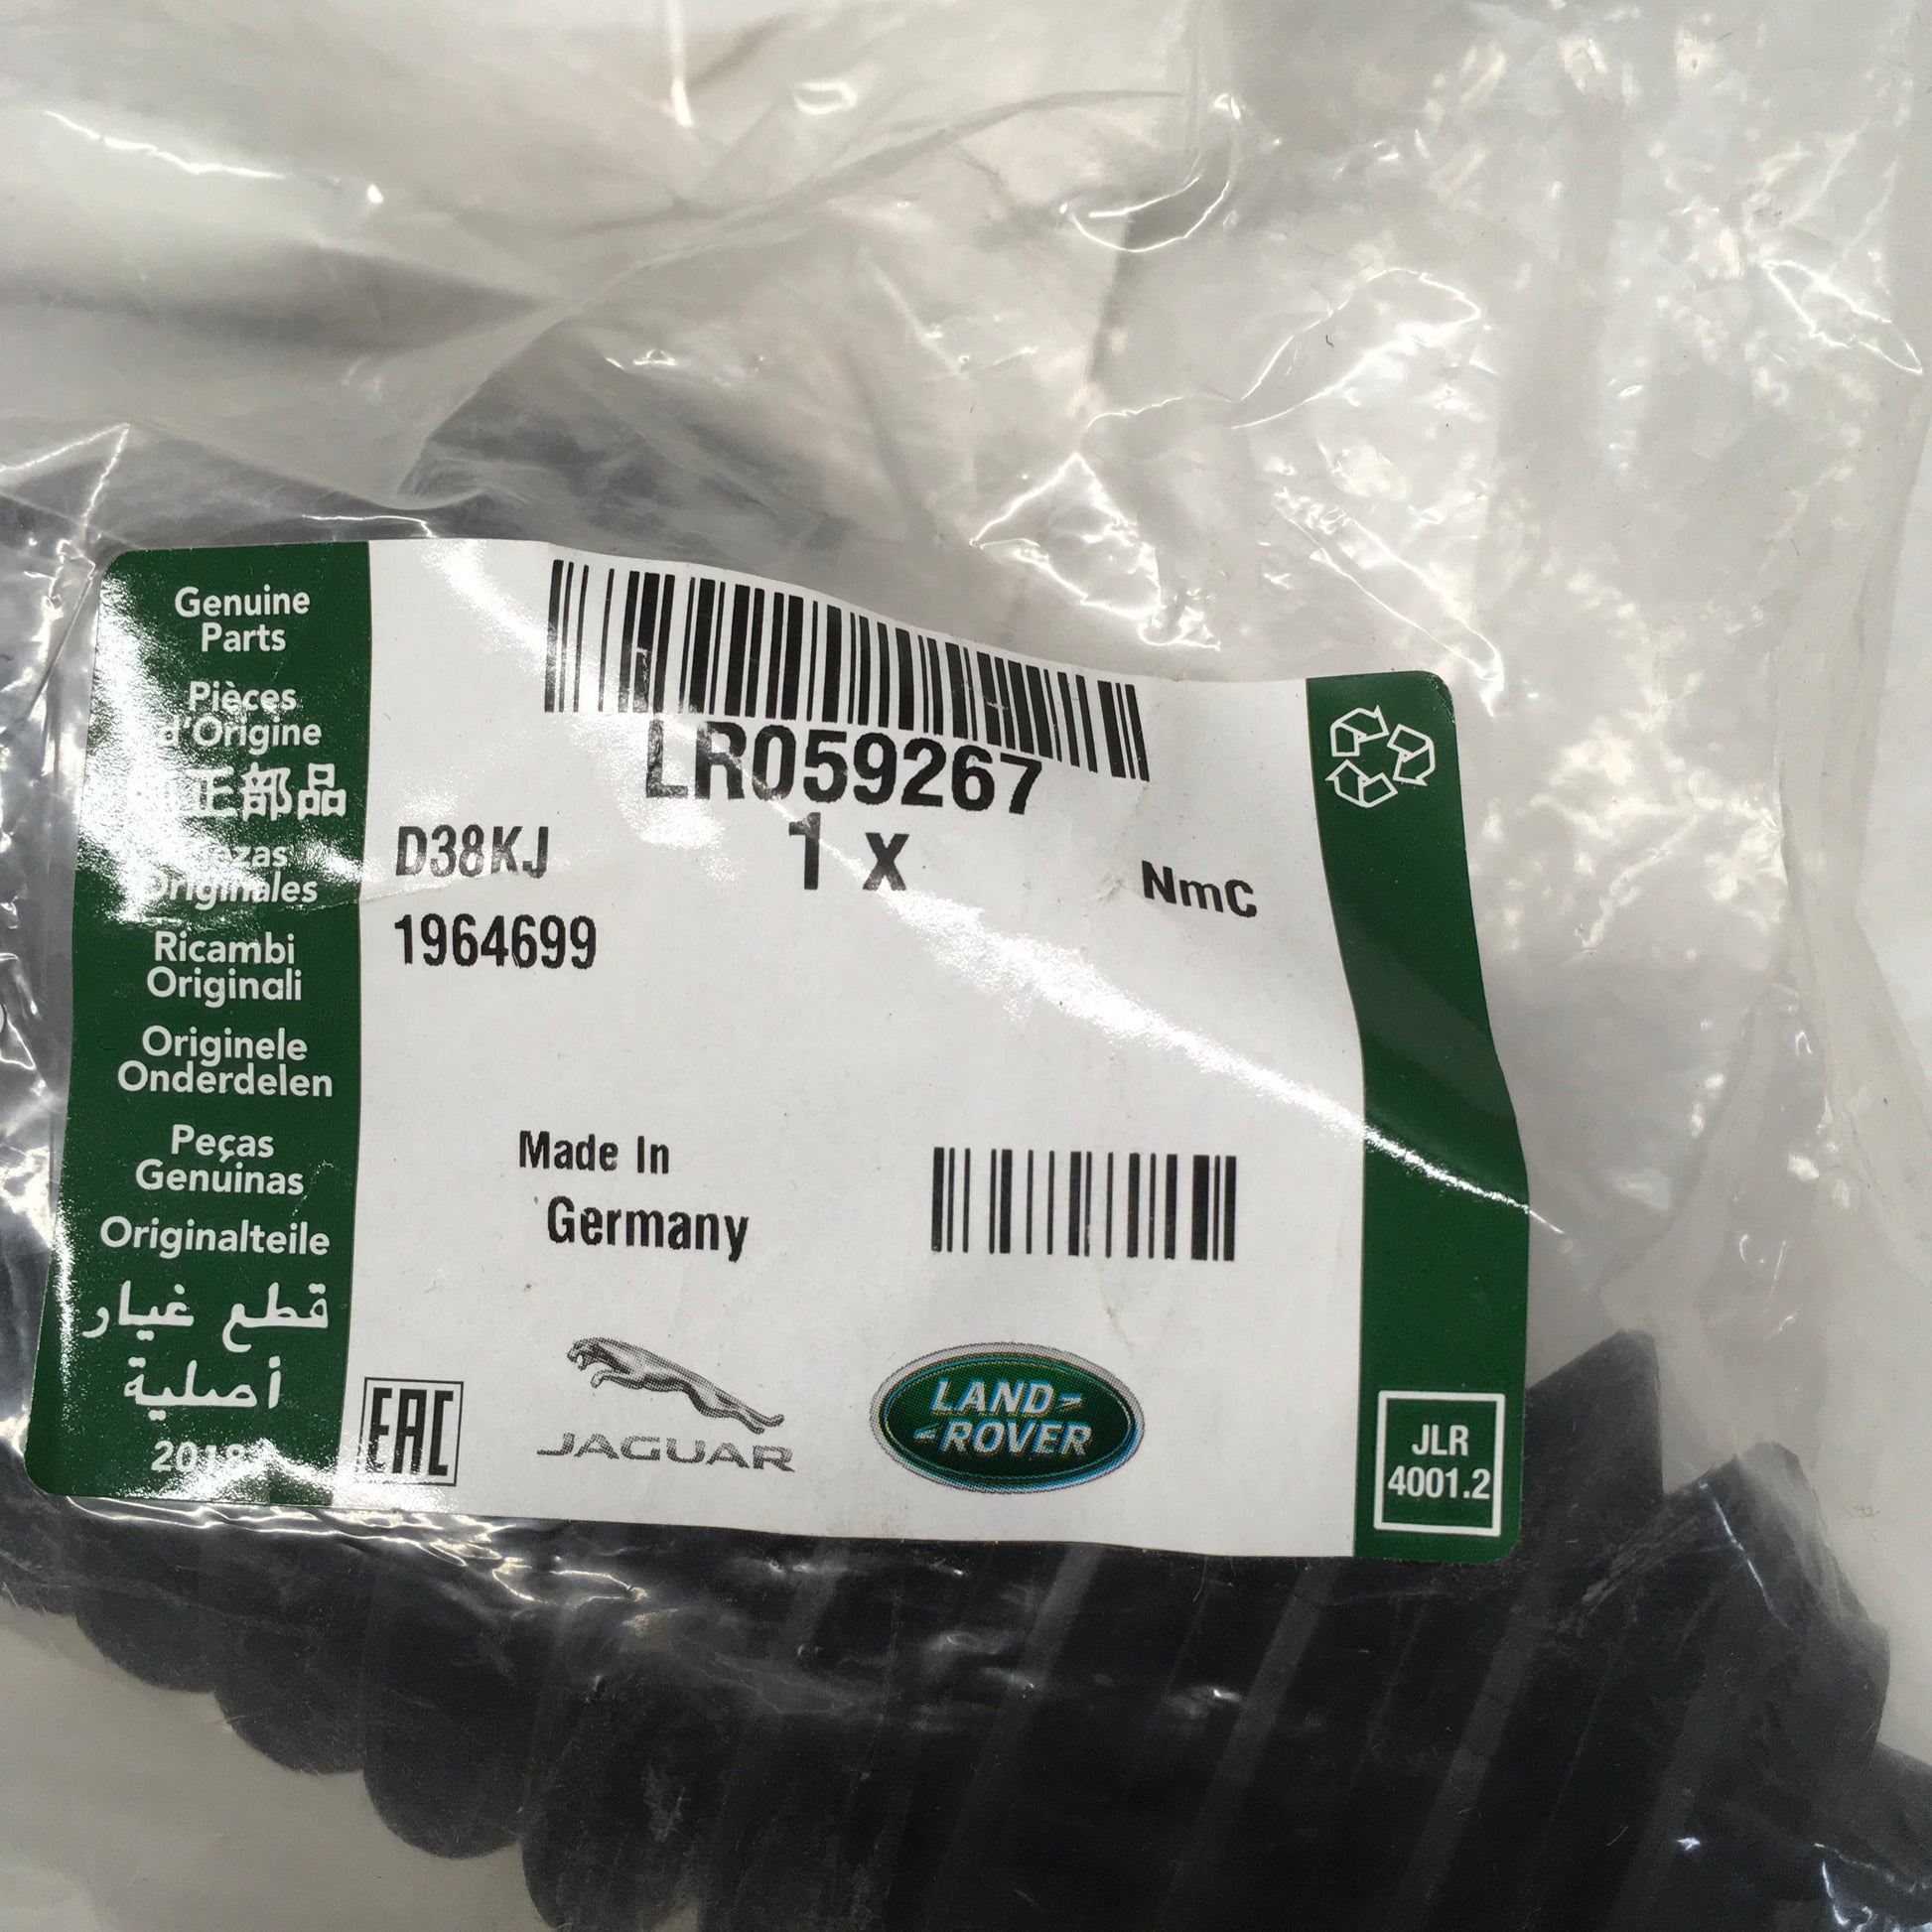 Genuine
Parts
Pièces
d'Origine
正部品
Originales
Ricambi
Originali
Originele
Onderdelen
Peças
Genuinas
Originalteile
قطع غيار
أصلية
LR059267
D38KJ
1 x
NmC
1964699
Made In
Germany
EAC
JAGUAR
LAND
ROVER
JLR
4001.2